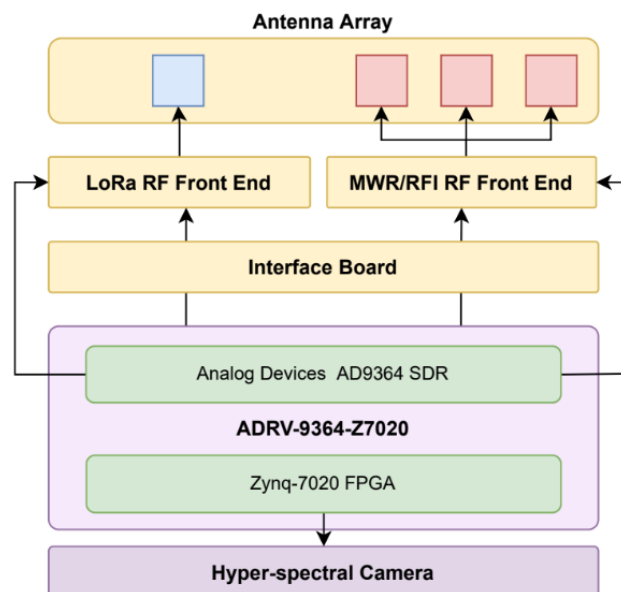 Antenna Array
LoRa RF Front End
MWR/RFI RF Front End
Interface Board
Analog Devices AD9364 SDR
ADRV-9364-Z7020
Zynq-7020 FPGA
Hyper-spectral Camera